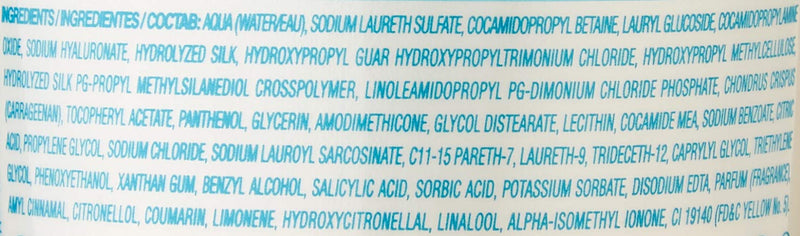 INGREDIENTS / INGREDIENTES / СОСТАВ: AQUA (WATER/EAU), SODIUM LAURETH SULFATE, COCAMIDOPROPYL BETAINE, LAURYL GLUCOSIDE, COCAMIDOPROPYLAMINE
OXIDE, SODIUM HYALURONATE, HYDROLYZED SILK, HYDROXYPROPYL GUAR HYDROXYPROPYLTRIMONIUM CHLORIDE, HYDROXYPROPYL METHYLCELLULOSE,
HYDROLYZED SILK PG-PROPYL METHYLSILANEDIOL CROSSPOLYMER, LINOLEAMIDOPROPYL PG-DIMONIUM CHLORIDE PHOSPHATE, CHONDRUS CRISPUS
(CARRAGEENAN), TOCOPHERYL ACETATE, PANTHENOL, GLYCERIN, AMODIMETHICONE, GLYCOL DISTEARATE, LECITHIN, COCAMIDE MEA, SODIUM BENZOATE, CITRIC
ACID, PROPYLENE GLYCOL, SODIUM CHLORIDE, SODIUM LAUROYL SARCOSINATE, C11-15 PARETH-7, LAURETH-9, TRIDECETH-12, CAPRYLYL GLYCOL, TRIETHYLENE
GLYCOL, PHENOXYETHANOL, XANTHAN GUM, BENZYL ALCOHOL, SALICYLIC ACID, SORBIC ACID, POTASSIUM SORBATE, DISODIUM EDTA, PARFUM (FRAGRANCE),
AMYL CINNAMAL, CITRONELLOL, COUMARIN, LIMONENE, HYDROXYCITRONELLAL, LINALOOL, ALPHA-ISOMETHYL IONONE, CI 19140 (FD&C YELLOW No. 5),